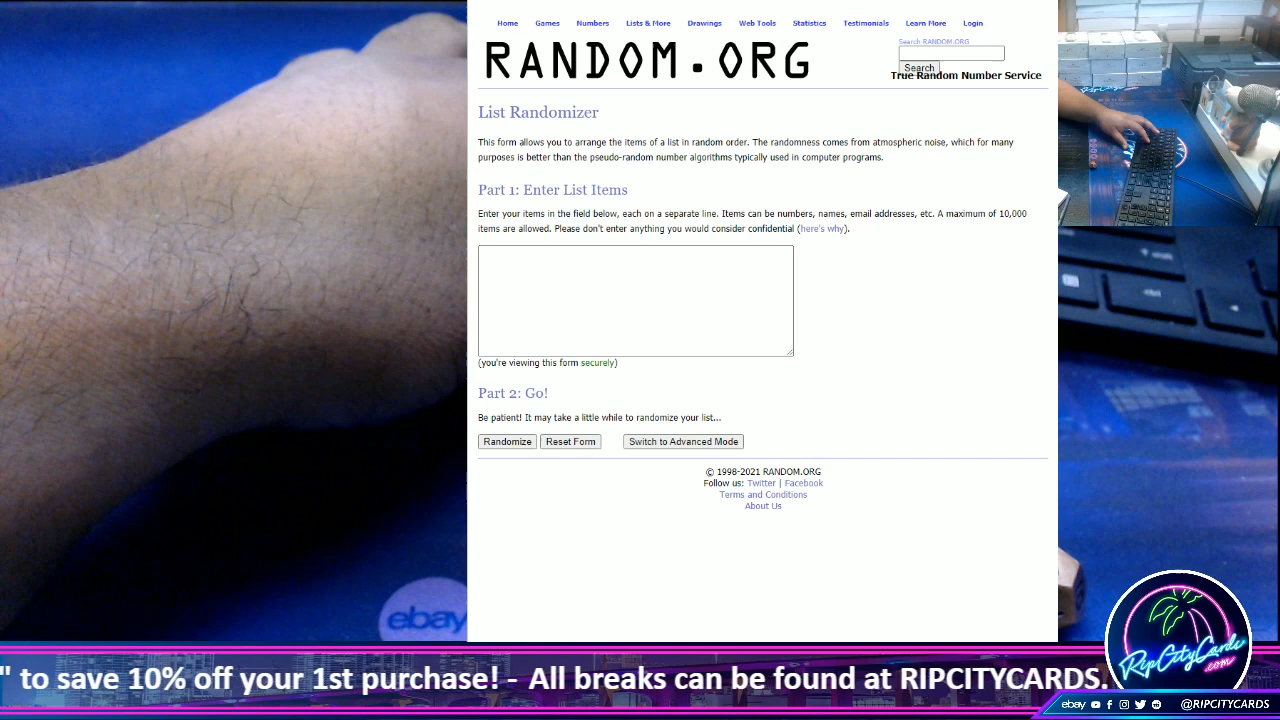 Home Games Numbers Lists & More Drawings Web Tools Statistics Testimonials Learn More Login
RANDOM.ORG
Search RANDOM.ORG
Search
True Random Number Service
List Randomizer
This form allows you to arrange the items of a list in random order. The randomness comes from atmospheric noise, which for many
purposes is better than the pseudo-random number algorithms typically used in computer programs.
Part 1: Enter List Items
Enter your items in the field below, each on a separate line. Items can be numbers, names, email addresses, etc. A maximum of 10,000
items are allowed. Please don't enter anything you would consider confidential (here's why).
(you're viewing this form securely)
Part 2: Go!
Be patient! It may take a little while to randomize your list...
Randomize Reset Form Switch to Advanced Mode
© 1998-2021 RANDOM.ORG
Follow us: Twitter | Facebook
Terms and Conditions
About Us
ebay
" to save 10% off your 1st purchase! - All breaks can be found at RIPCITYCARDS.
RipCityCards
.com
ebay @RIPCITYCARDS